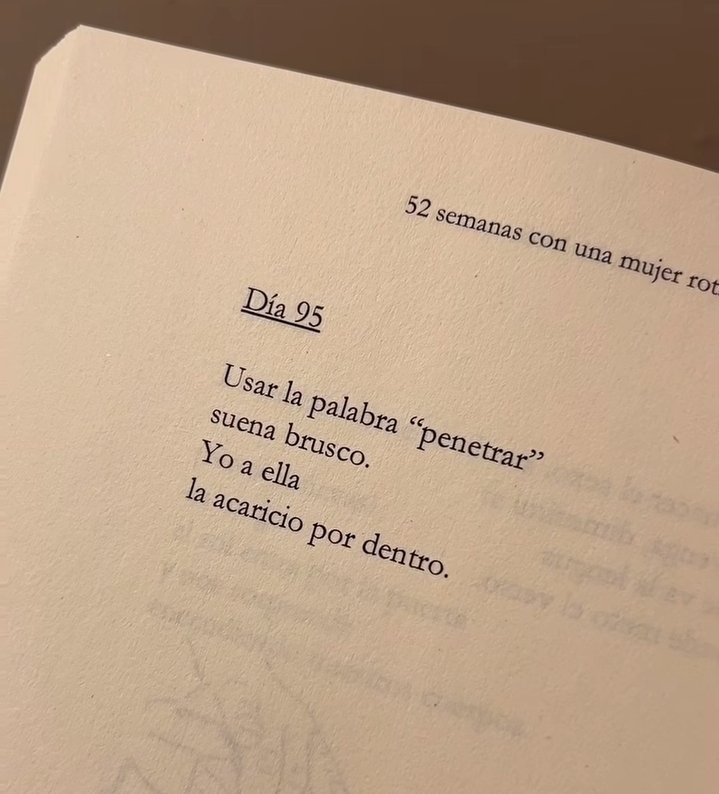 52 semanas con una mujer
Día 95
Usar la palabra “penetrar”
suena brusco.
Yo a ella
la acaricio por dentro.